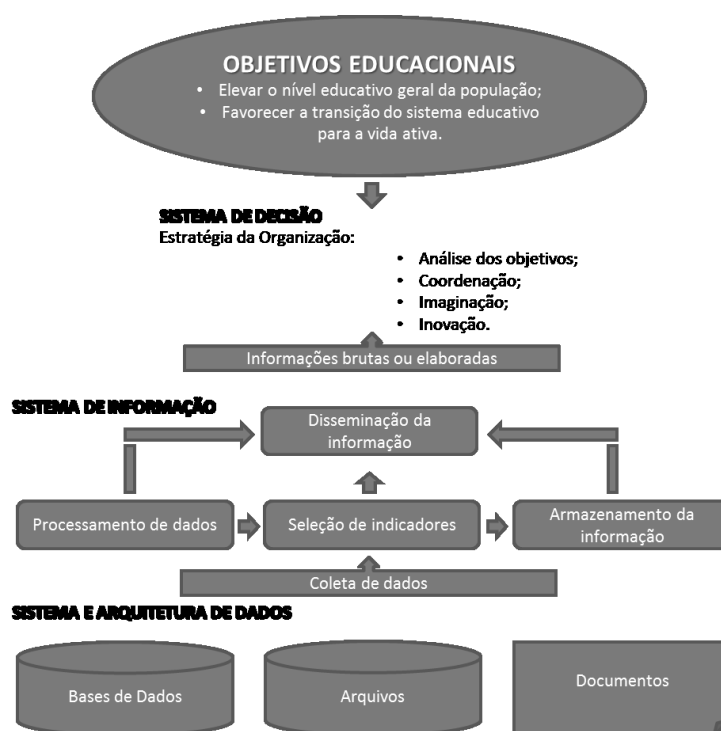 OBJETIVOS EDUCACIONAIS
• Elevar o nível educativo geral da população;
• Favorecer a transição do sistema educativo
para a vida ativa.
SISTEMA DE DECISÃO
Estratégia da Organização:
• Análise dos objetivos;
• Coordenação;
• Imaginação;
• Inovação.
Informações brutas ou elaboradas
SISTEMA DE INFORMAÇÃO
Disseminação da
informação
Processamento de dados
Seleção de indicadores
Armazenamento da
informação
Coleta de dados
SISTEMA E ARQUITETURA DE DADOS
Bases de Dados
Arquivos
Documentos